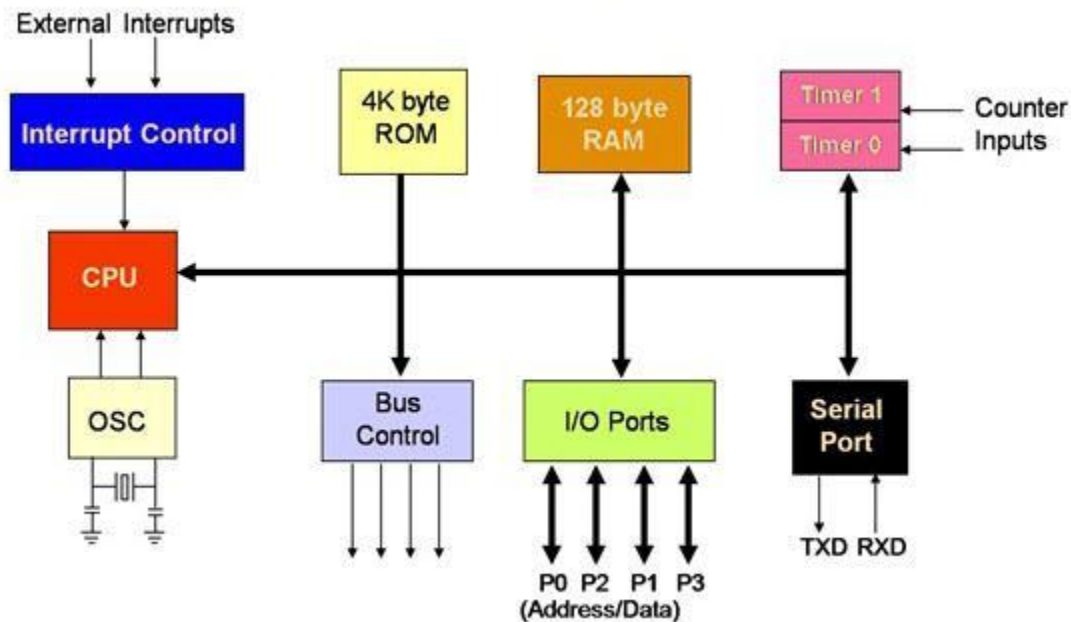 External Interrupts
Interrupt Control
4K byte
ROM
128 byte
RAM
Timer 1
Timer 0
Counter
Inputs
CPU
OSC
Bus
Control
I/O Ports
Serial
Port
TXD RXD
P0 P2 P1 P3
(Address/Data)